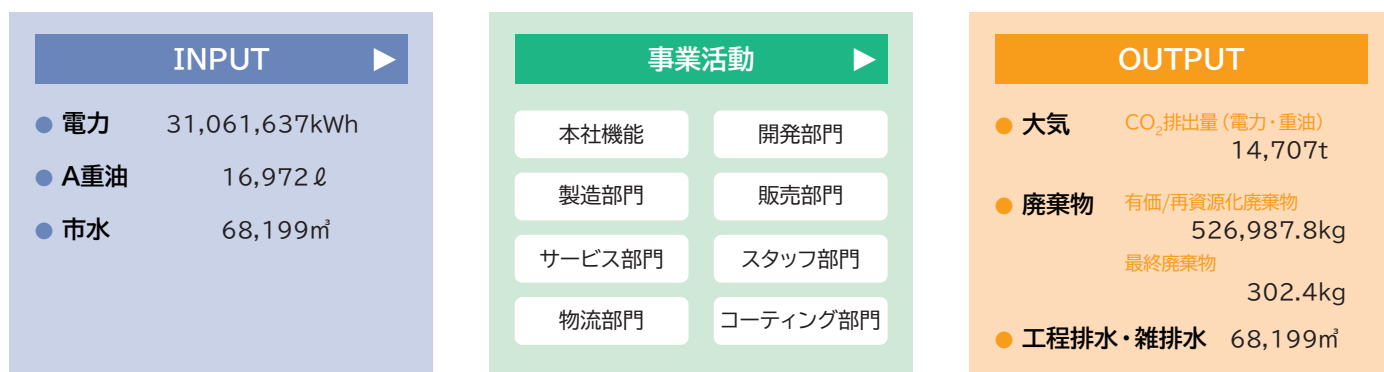 INPUT ▶
● 電力 31,061,637kWh
● A重油 16,972ℓ
● 市水 68,199㎥
事業活動 ▶
本社機能 開発部門
製造部門 販売部門
サービス部門 スタッフ部門
物流部門 コーティング部門
OUTPUT
● 大気 CO₂排出量(電力・重油)
14,707t
● 廃棄物 有価/再資源化廃棄物
526,987.8kg
最終廃棄物
302.4kg
● 工程排水・雑排水 68,199㎥